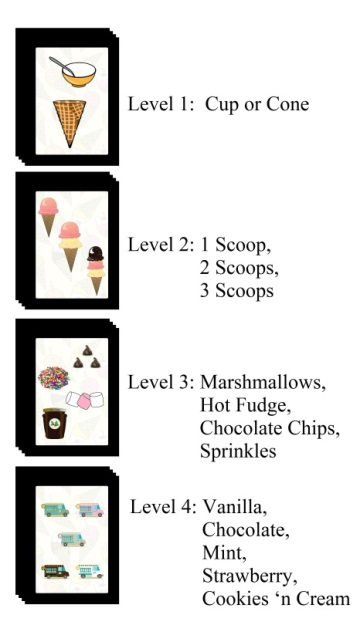 Level 1: Cup or Cone
Level 2: 1 Scoop,
2 Scoops,
3 Scoops
Level 3: Marshmallows,
Hot Fudge,
Chocolate Chips,
Sprinkles
Level 4: Vanilla,
Chocolate,
Mint,
Strawberry,
Cookies ‘n Cream